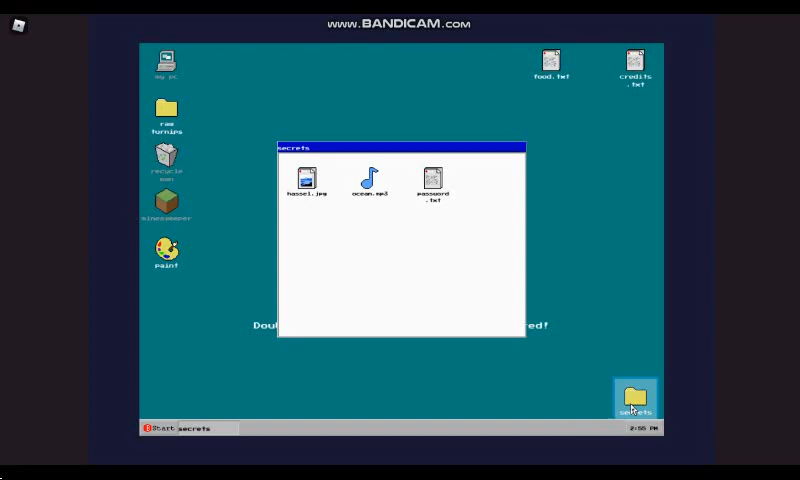 www.BANDICAM.com
my pc
food.txt
credits
.txt
raw
turnips
secrets
hassel.jpg
ocean.mp3
password
.txt
recycle
man
paint
Dou
red!
secrets
Start
secrets
2:55 PM